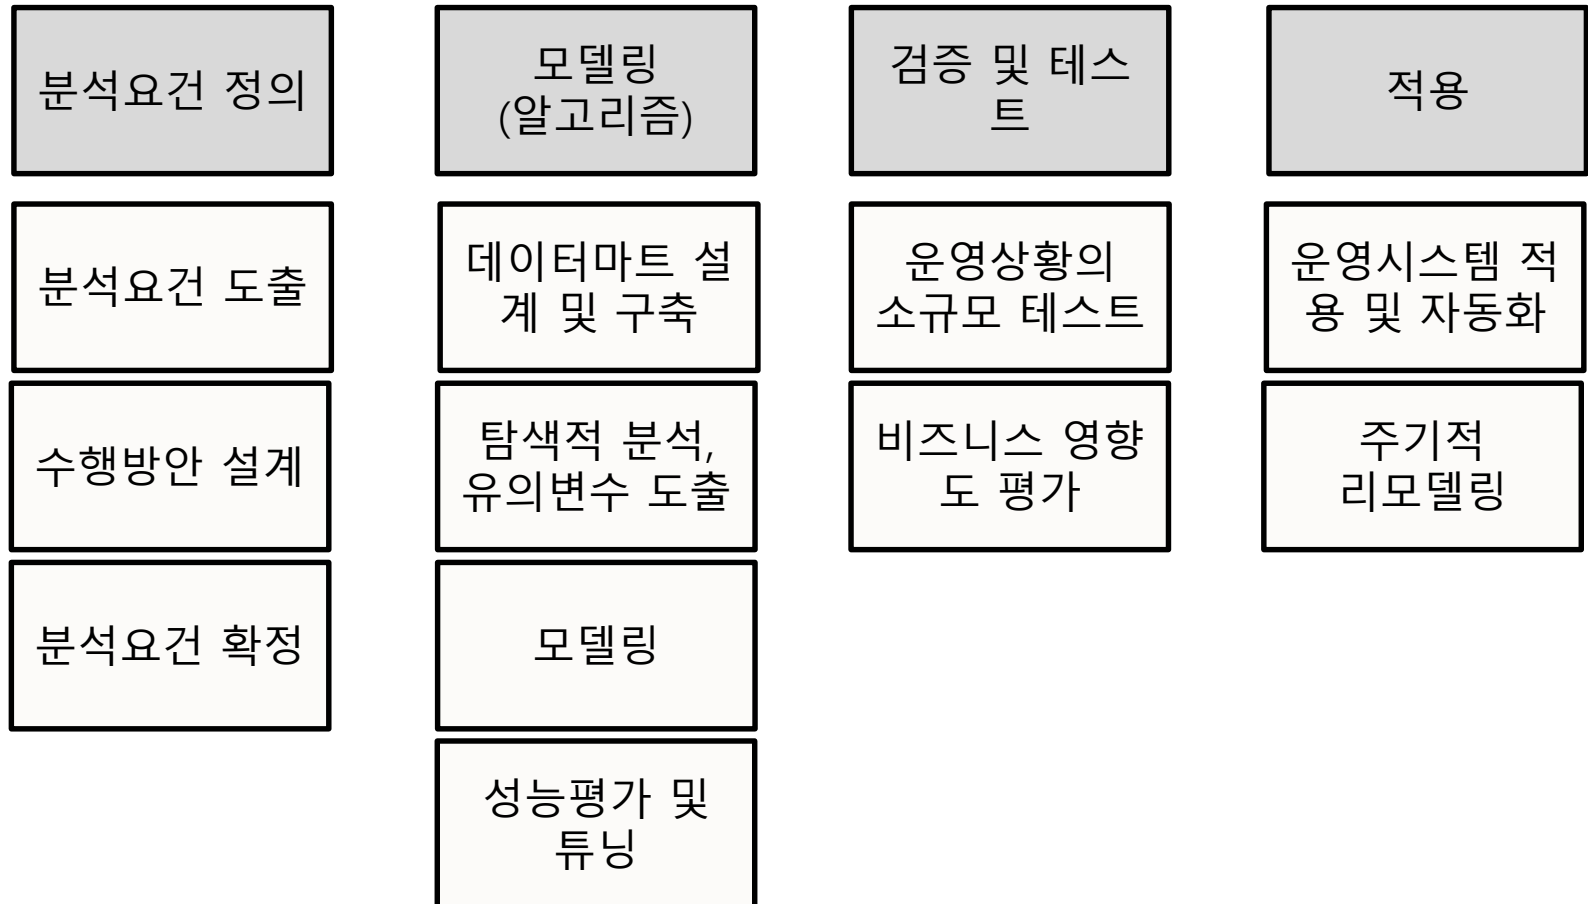 분석요건 정의
모델링
(알고리즘)
검증 및 테스
트
적용
분석요건 도출
데이터마트 설
계 및 구축
운영상황의
소규모 테스트
운영시스템 적
용 및 자동화
수행방안 설계
탐색적 분석,
유의변수 도출
비즈니스 영향
도 평가
주기적
리모델링
분석요건 확정
모델링
성능평가 및
튜닝